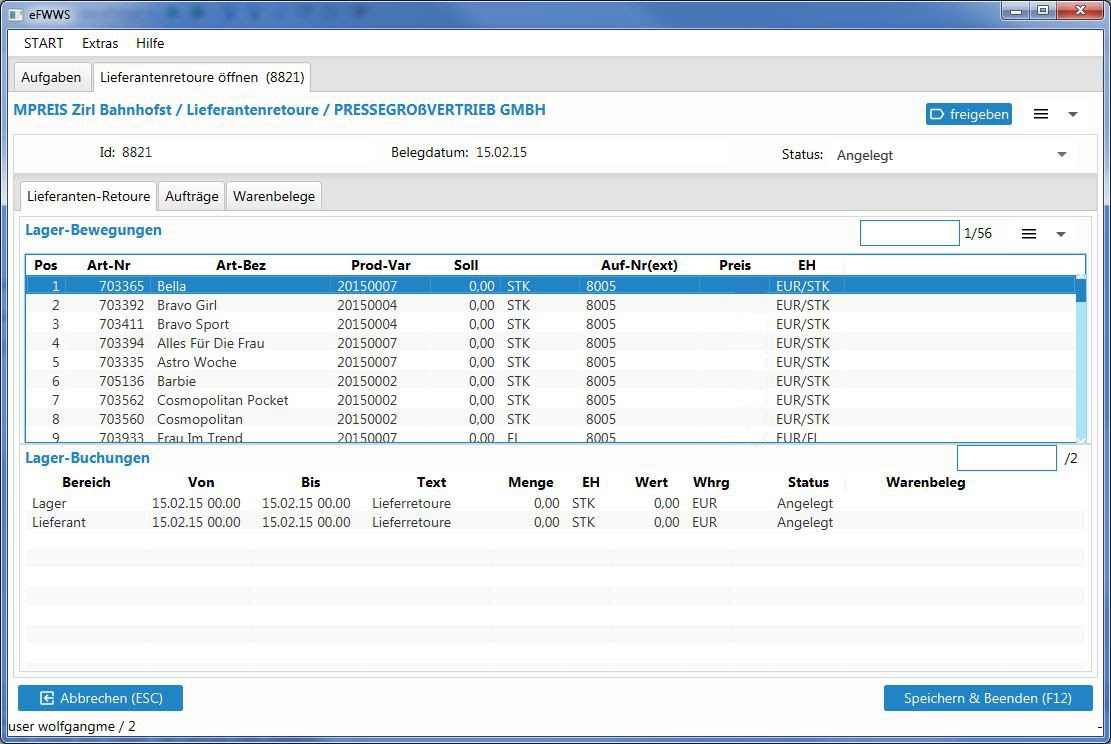 eFWWS
START Extras Hilfe
Aufgaben Lieferantenretoure öffnen (8821)
MPREIS Zirl Bahnhofst / Lieferantenretoure / PRESSEGROßVERTRIEB GMBH freigeben
Id: 8821 Belegdatum: 15.02.15 Status: Angelegt
Lieferanten-Retoure Aufträge Warenbelege
Lager-Bewegungen 1/56
Pos Art-Nr Art-Bez Prod-Var Soll Auf-Nr(ext) Preis EH
1 703365 Bella 20150007 0,00 STK 8005 EUR/STK
2 703392 Bravo Girl 20150004 0,00 STK 8005 EUR/STK
3 703411 Bravo Sport 20150004 0,00 STK 8005 EUR/STK
4 703394 Alles Für Die Frau 20150007 0,00 STK 8005 EUR/STK
5 703335 Astro Woche 20150007 0,00 STK 8005 EUR/STK
6 705136 Barbie 20150002 0,00 STK 8005 EUR/STK
7 703562 Cosmopolitan Pocket 20150002 0,00 STK 8005 EUR/STK
8 703560 Cosmopolitan 20150002 0,00 STK 8005 EUR/STK
9 703933 Frau Im Trend 20150007 0,00 8005
Lager-Buchungen /2
Bereich Von Bis Text Menge EH Wert Whrg Status Warenbeleg
Lager 15.02.15 00.00 15.02.15 00.00 Lieferretoure 0,00 STK 0,00 EUR Angelegt
Lieferant 15.02.15 00.00 15.02.15 00.00 Lieferretoure 0,00 STK 0,00 EUR Angelegt
Abbrechen (ESC) Speichern & Beenden (F12)
user wolfgangme / 2 -